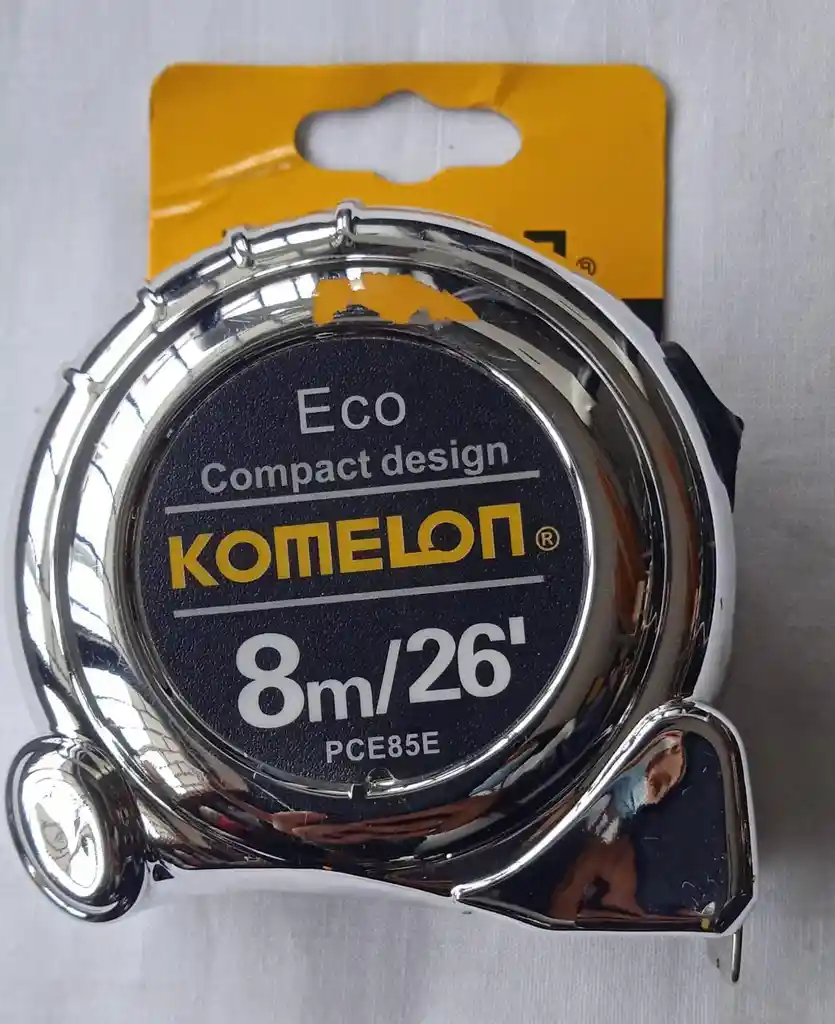 ®
Eco
Compact design
KOMELON®
8m/26'
PCE85E